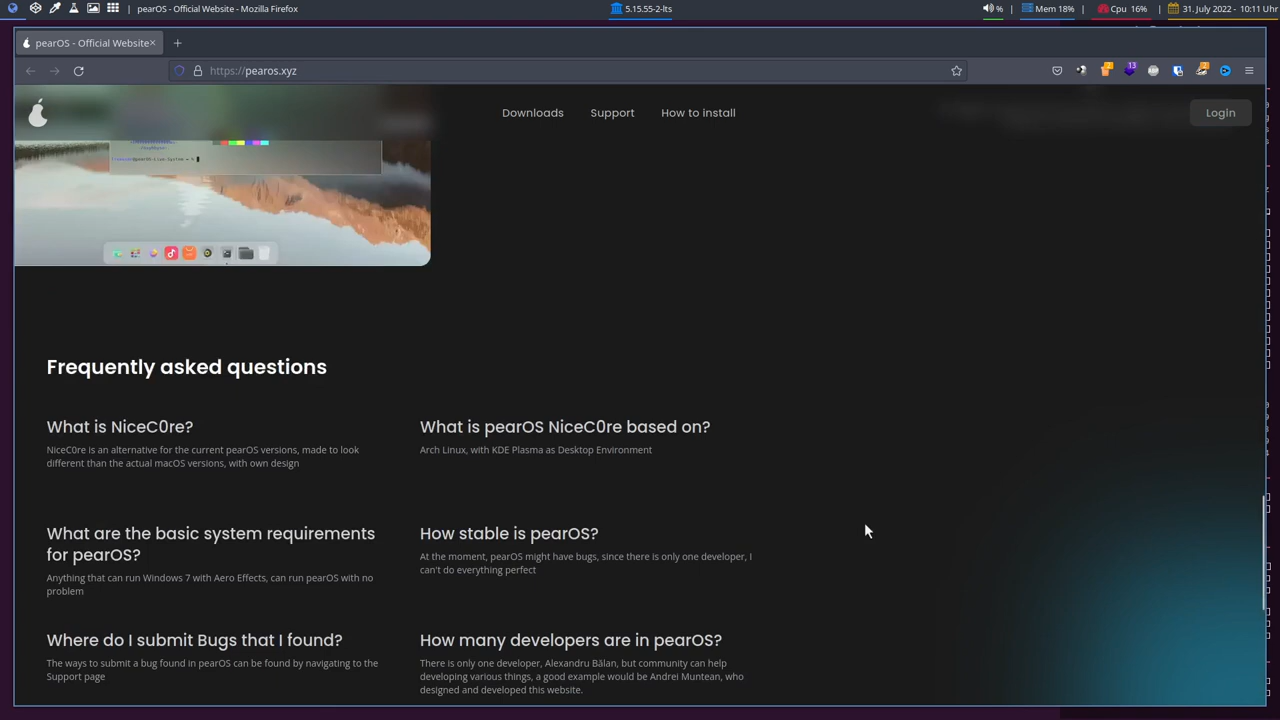 pearOS - Official Website - Mozilla Firefox
5.15.55-2-lts
%
Mem 18%
Cpu 16%
31. July 2022 - 10:11 Uhr
pearOS - Official Website
https://pearos.xyz
2
13
2
Downloads
Support
How to install
Login
Frequently asked questions
What is NiceC0re?
NiceC0re is an alternative for the current pearOS versions, made to look
different than the actual macOS versions, with own design
What is pearOS NiceC0re based on?
Arch Linux, with KDE Plasma as Desktop Environment
What are the basic system requirements
for pearOS?
Anything that can run Windows 7 with Aero Effects, can run pearOS with no
problem
How stable is pearOS?
At the moment, pearOS might have bugs, since there is only one developer, I
can't do everything perfect
Where do I submit Bugs that I found?
The ways to submit a bug found in pearOS can be found by navigating to the
Support page
How many developers are in pearOS?
There is only one developer, Alexandru Bălan, but community can help
developing various things, a good example would be Andrei Muntean, who
designed and developed this website.